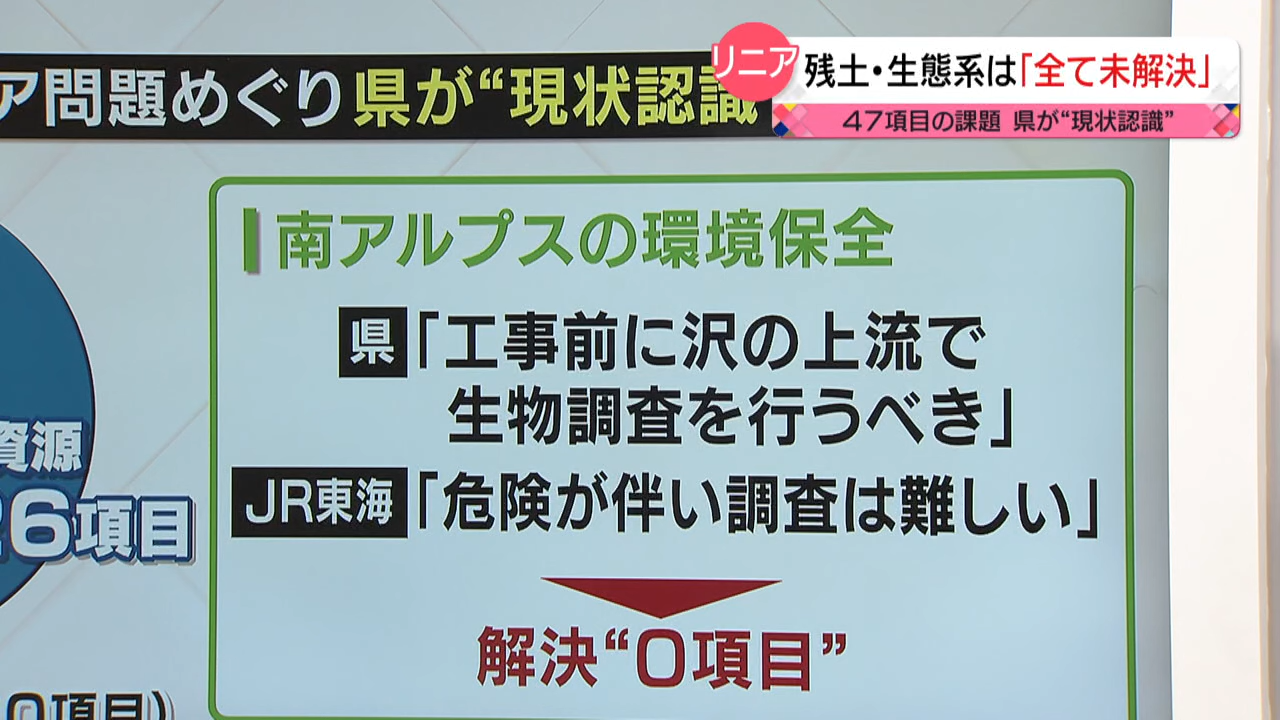 リニア
残土・生態系は「全て未解決」
47項目の課題 県が“現状認識”
ア問題めぐり県が“現状認識
南アルプスの環境保全
県「工事前に沢の上流で
生物調査を行うべき」
JR東海「危険が伴い調査は難しい」
解決“0項目”
資源
26項目
0項目)